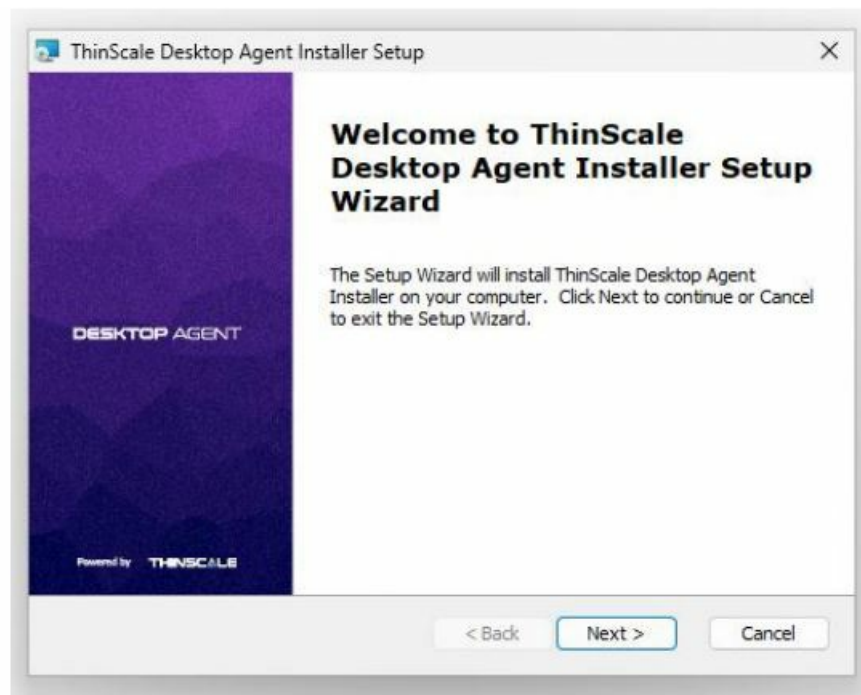 ThinScale Desktop Agent Installer Setup
Welcome to ThinScale
Desktop Agent Installer Setup
Wizard
The Setup Wizard will install ThinScale Desktop Agent
Installer on your computer. Click Next to continue or Cancel
to exit the Setup Wizard.
DESKTOP AGENT
Powered by THINSCALE
< Back Next > Cancel